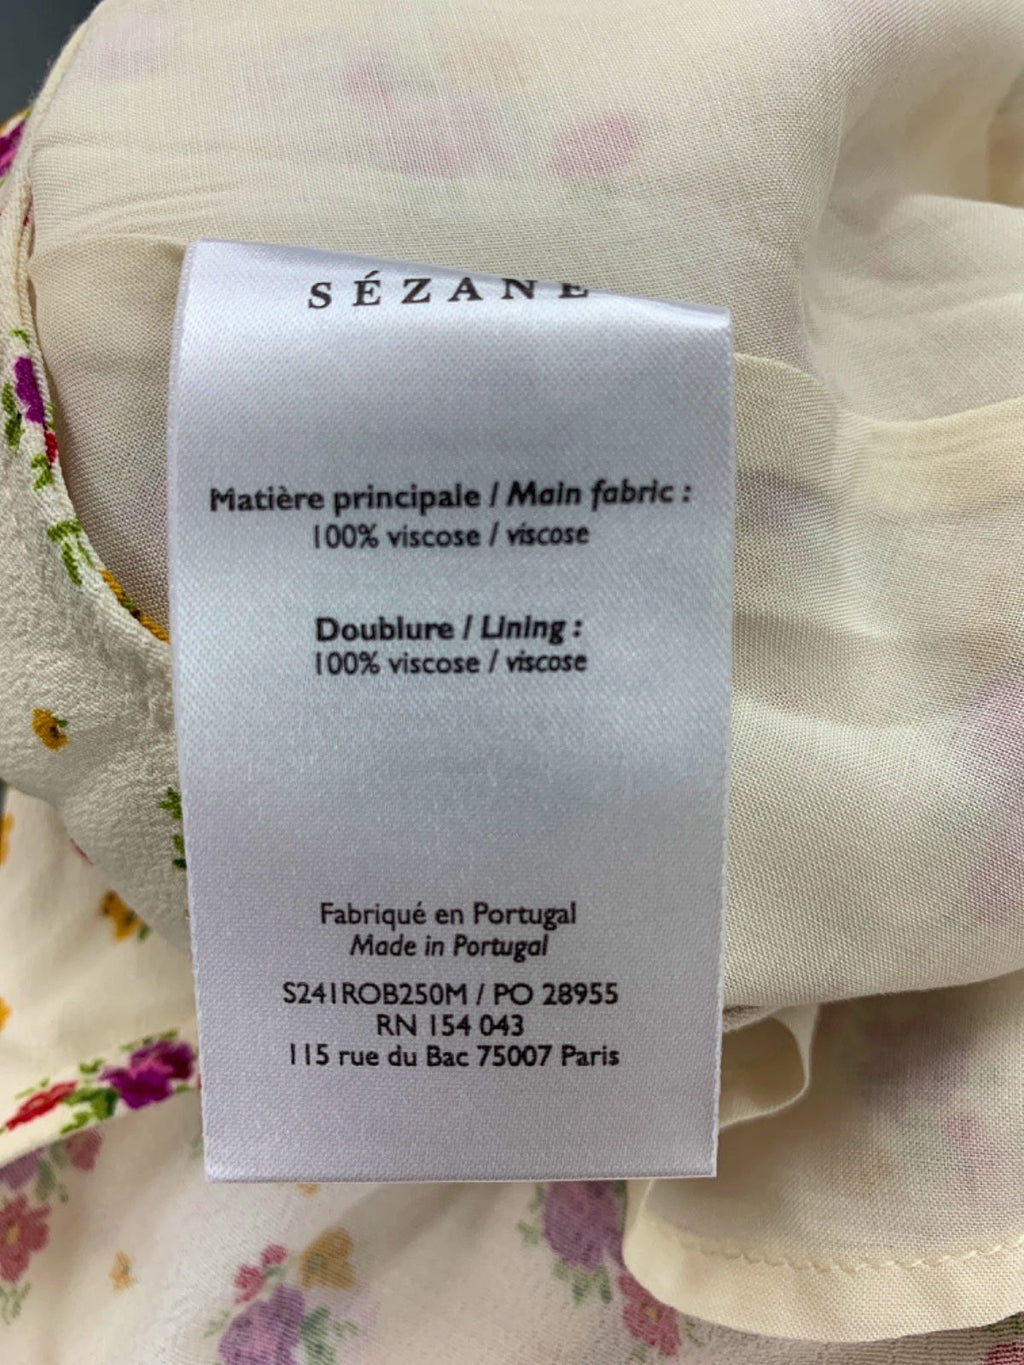 SÉZANE
Matière principale / Main fabric :
100% viscose / viscose
Doublure / Lining :
100% viscose / viscose
Fabriqué en Portugal
Made in Portugal
S241ROB250M / PO 28955
RN 154 043
115 rue du Bac 75007 Paris